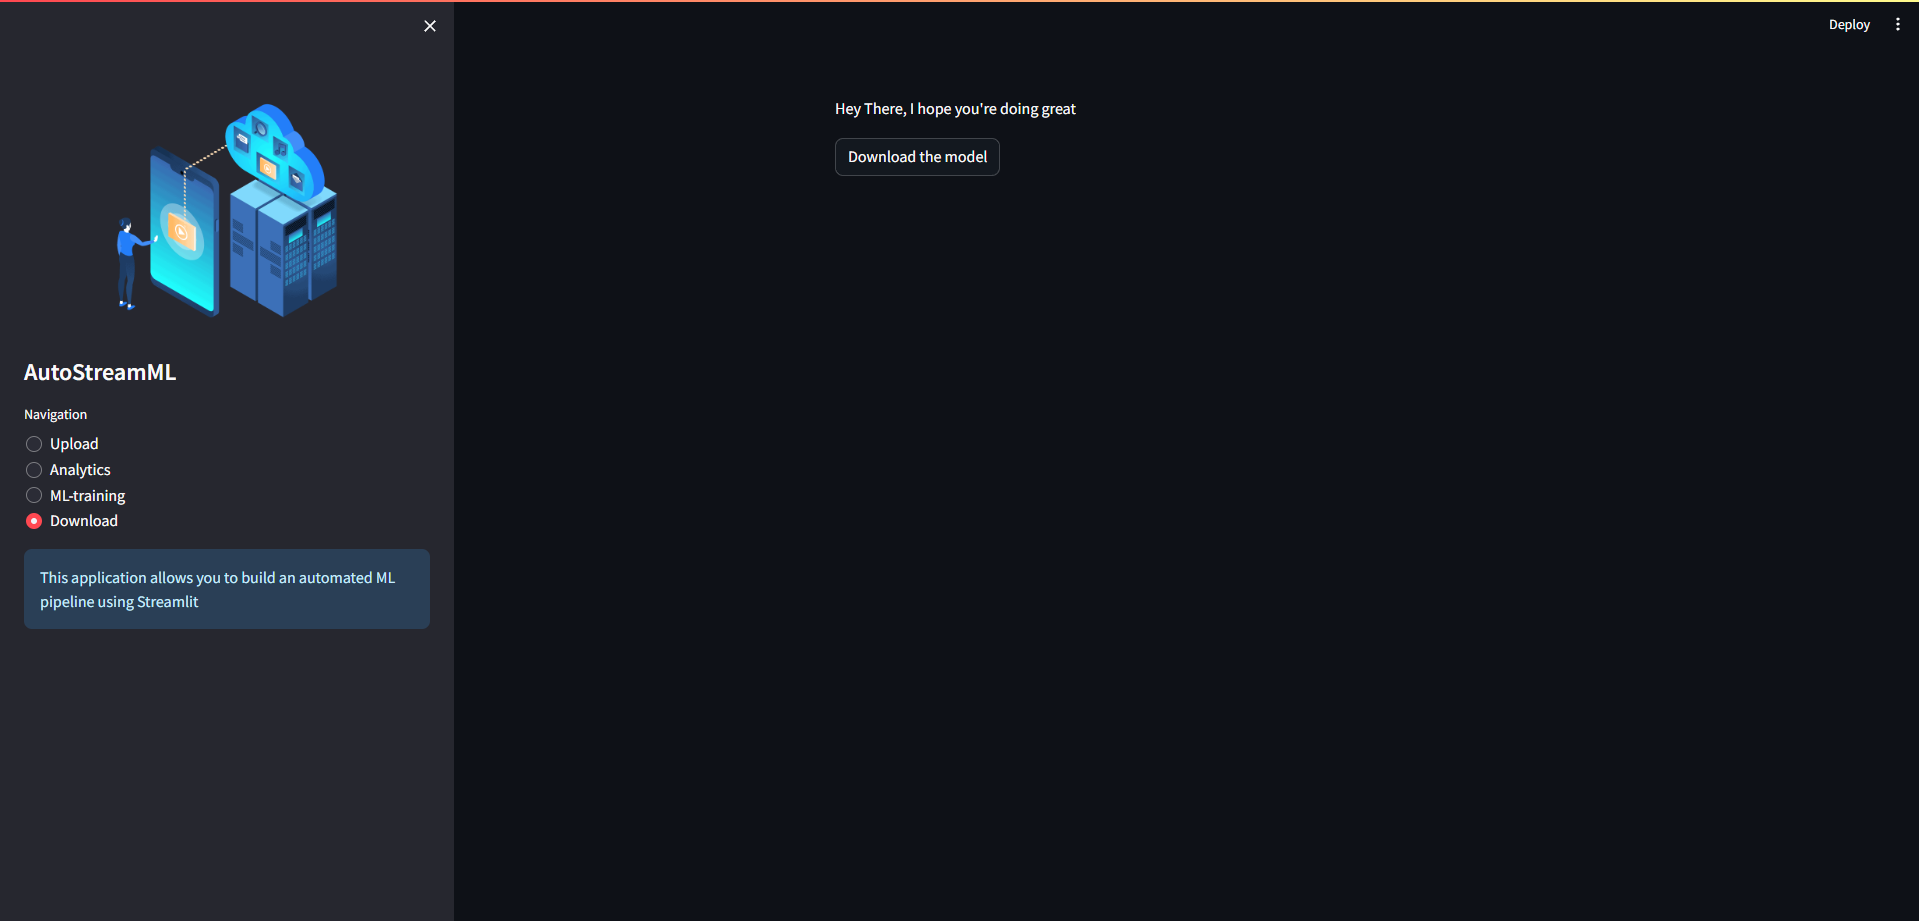 AutoStreamML
Navigation
Upload
Analytics
ML-training
Download
This application allows you to build an automated ML
pipeline using Streamlit
Deploy
Hey There, I hope you're doing great
Download the model